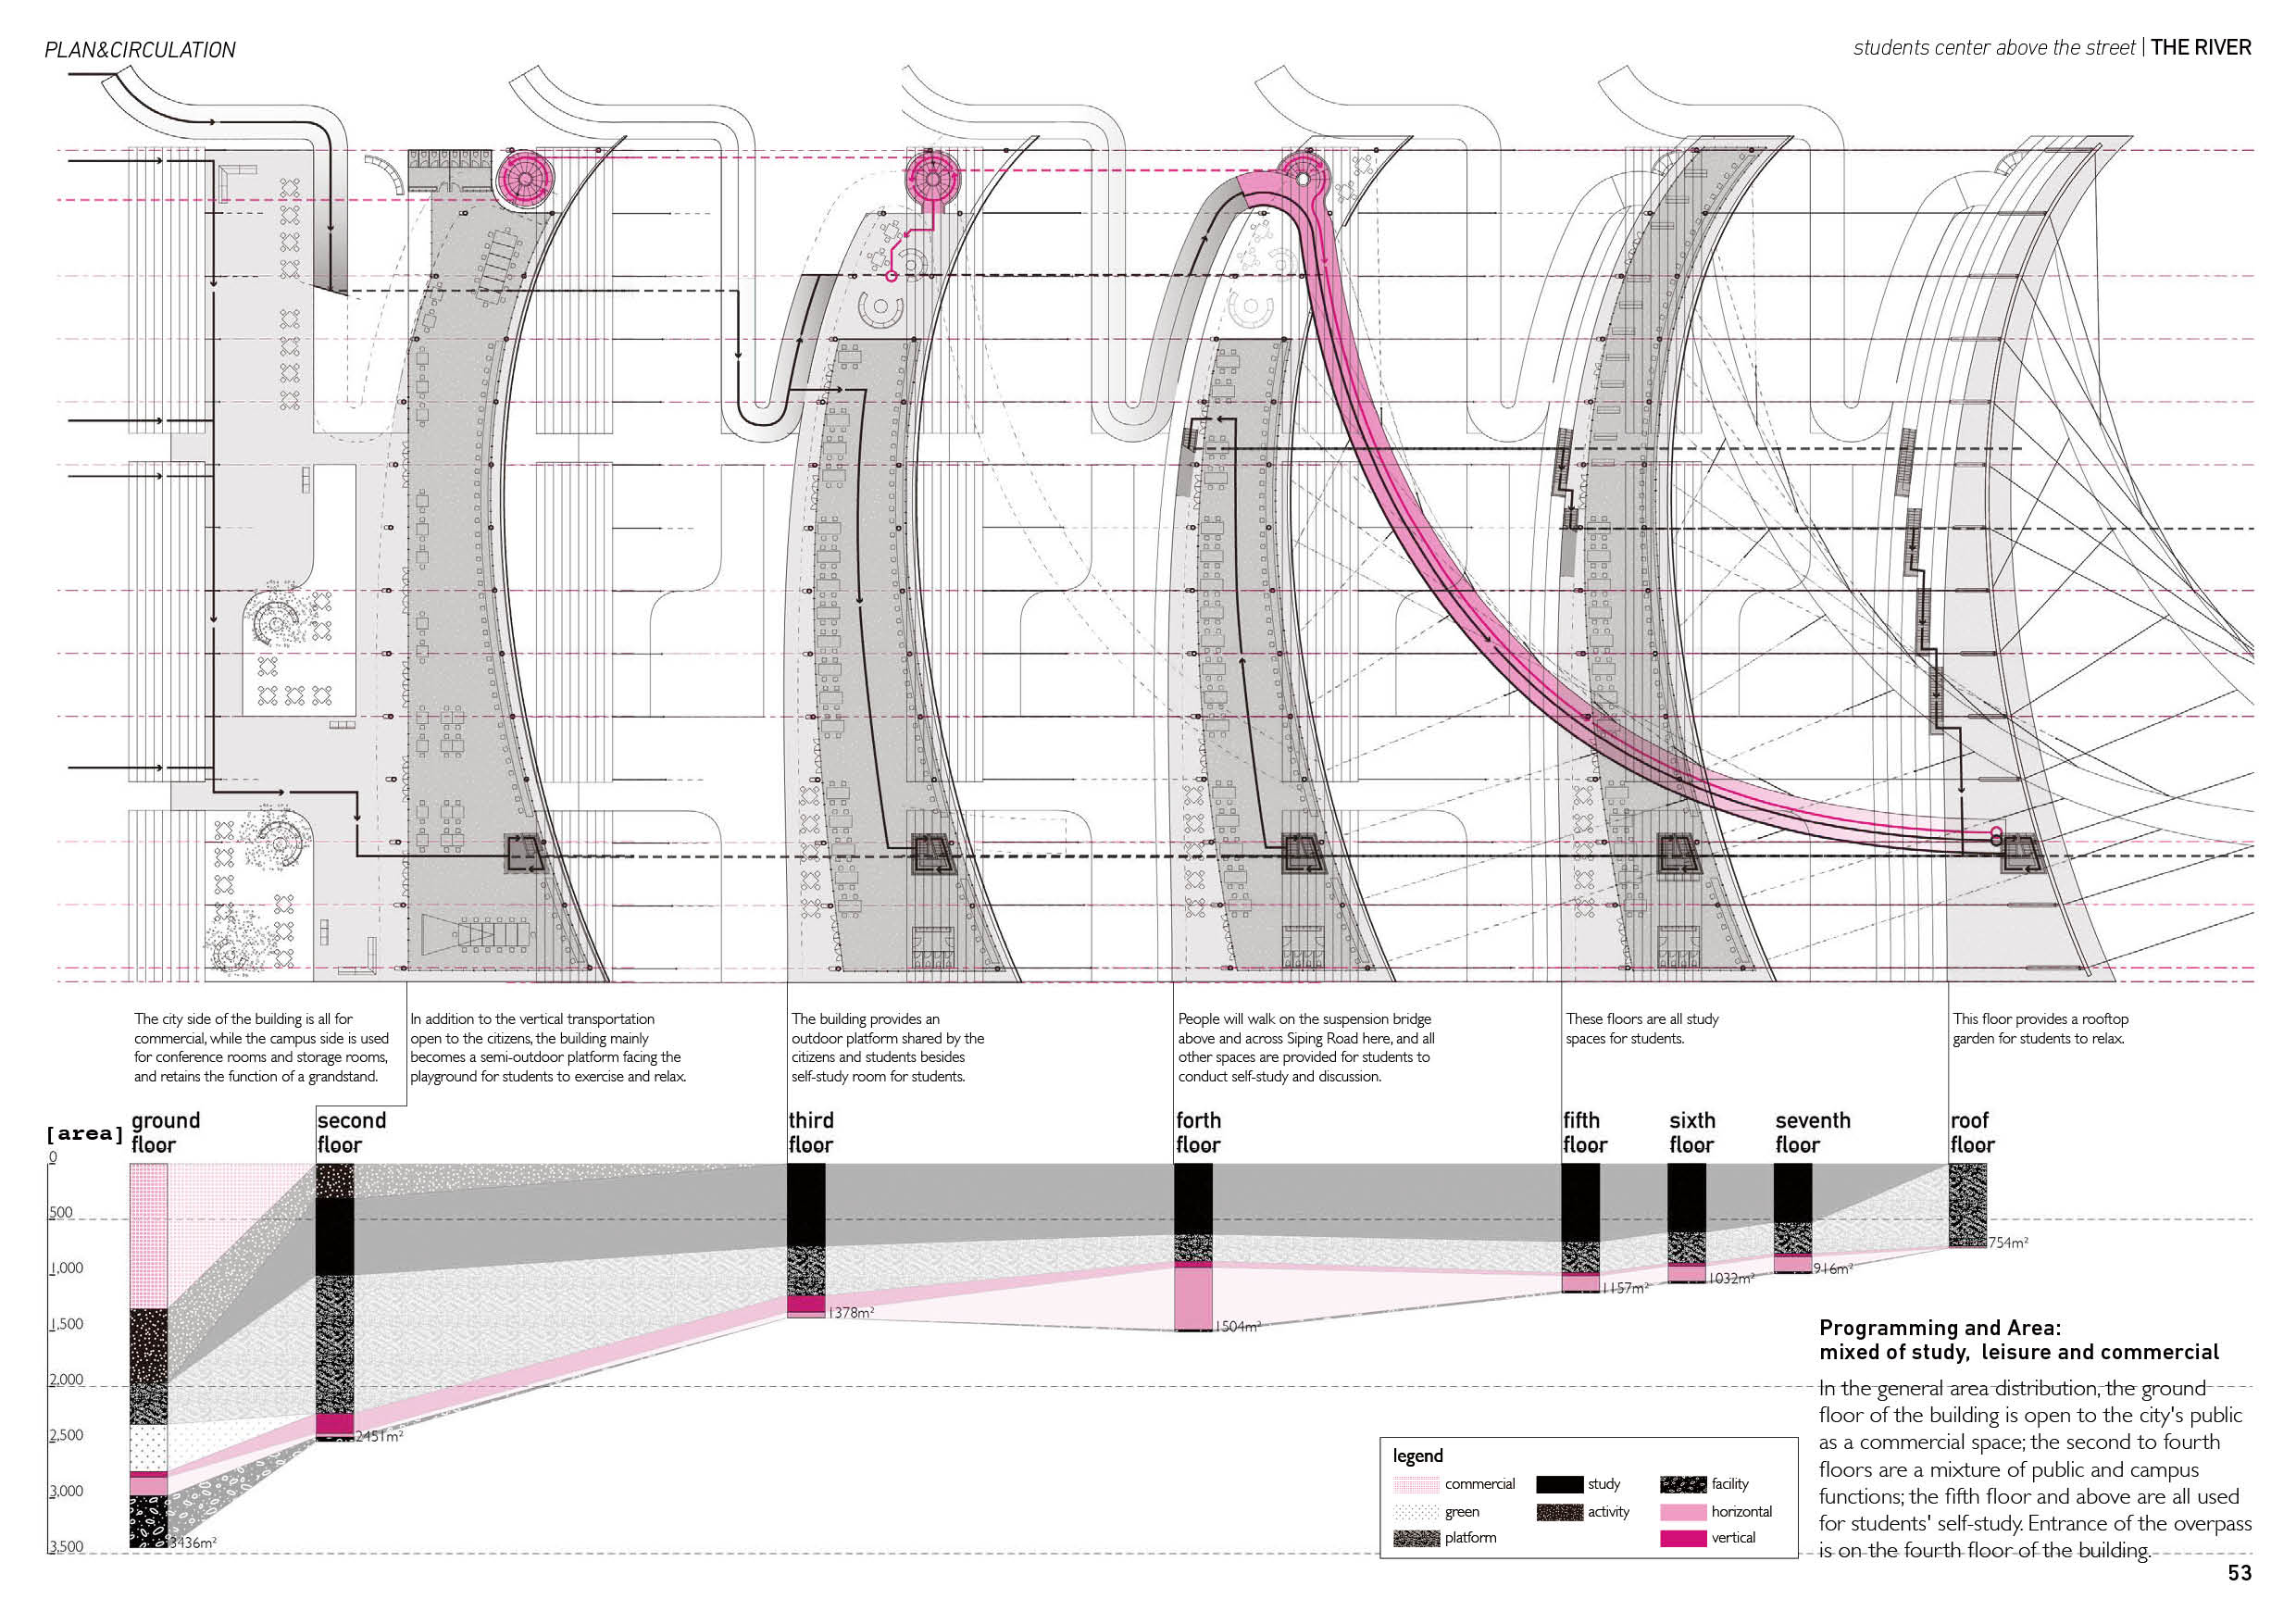 PLAN&CIRCULATION
students center above the street | THE RIVER
The city side of the building is all for
commercial, while the campus side is used
for conference rooms and storage rooms,
and retains the function of a grandstand.
In addition to the vertical transportation
open to the citizens, the building mainly
becomes a semi-outdoor platform facing the
playground for students to exercise and relax.
The building provides an
outdoor platform shared by the
citizens and students besides
self-study room for students.
People will walk on the suspension bridge
above and across Siping Road here, and all
other spaces are provided for students to
conduct self-study and discussion.
These floors are all study
spaces for students.
This floor provides a rooftop
garden for students to relax.
[area]
ground
floor
second
floor
third
floor
forth
floor
fifth
floor
sixth
floor
seventh
floor
roof
floor
0
500
1,000
1,500
2,000
2,500
3,000
3,500
3436m²
2451m²
1378m²
1504m²
1157m²
1032m²
916m²
754m²
legend
commercial
study
facility
green
activity
horizontal
platform
vertical
Programming and Area:
mixed of study, leisure and commercial
In the general area distribution, the ground
floor of the building is open to the city's public
as a commercial space; the second to fourth
floors are a mixture of public and campus
functions; the fifth floor and above are all used
for students' self-study. Entrance of the overpass
is on the fourth floor of the building.
53